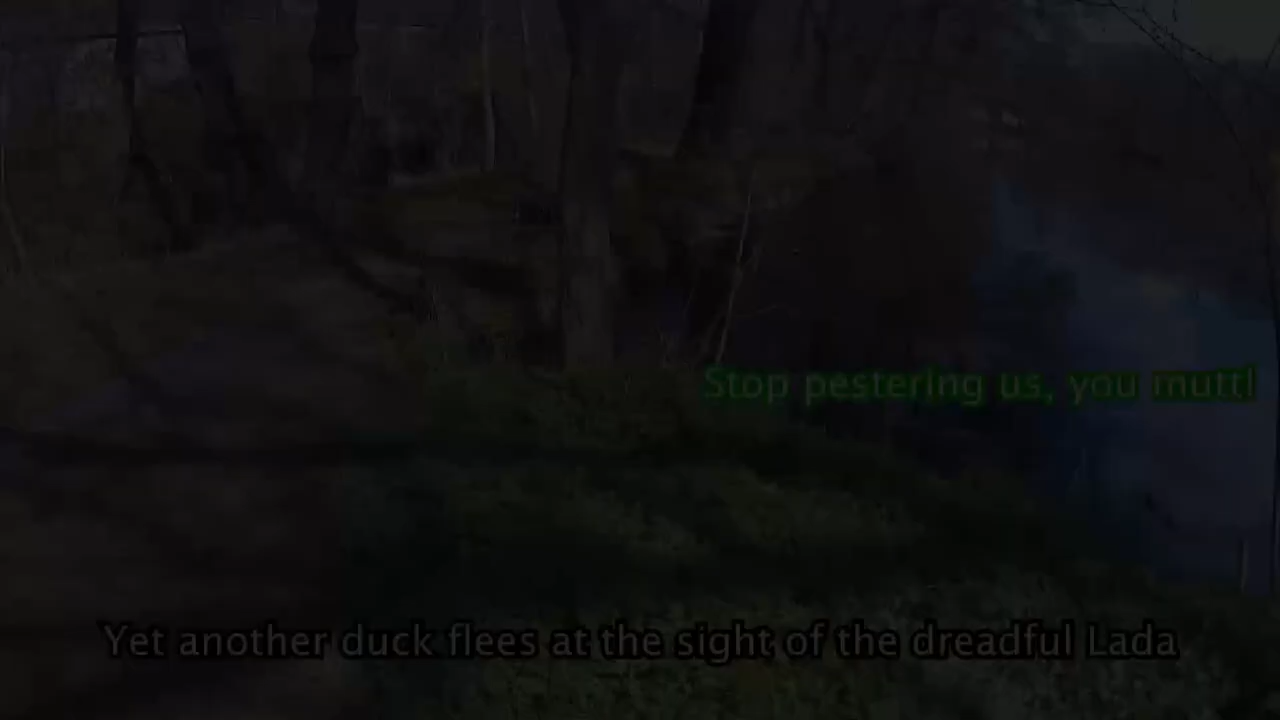 Stop pestering us, you mutt!
Yet another duck flees at the sight of the dreadful Lada